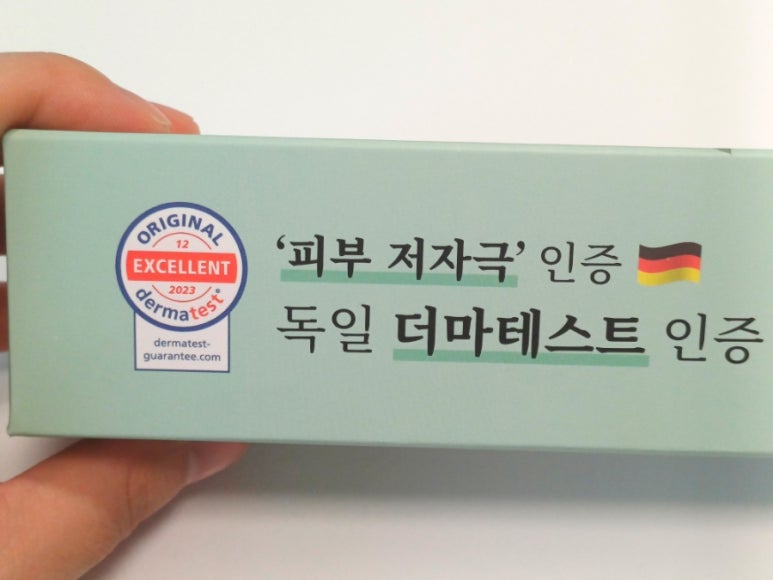 ORIGINAL
12
EXCELLENT
2023
dermatest®
dermatest-
guarantee.com
‘피부 저자극’ 인증
독일 더마테스트 인증